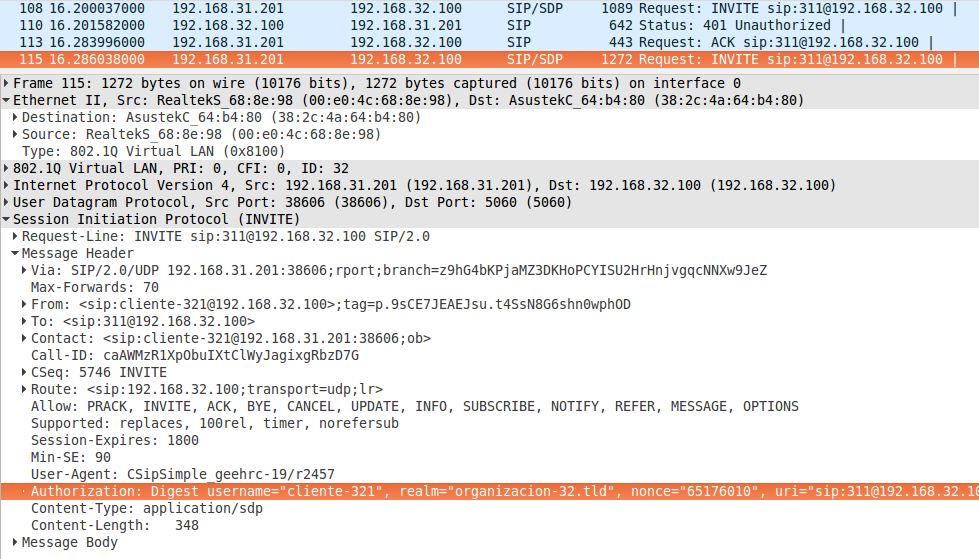 108 16.200037000 192.168.31.201 192.168.32.100 SIP/SDP 1089 Request: INVITE sip:311@192.168.32.100 |
110 16.201582000 192.168.32.100 192.168.31.201 SIP 642 Status: 401 Unauthorized |
113 16.283996000 192.168.31.201 192.168.32.100 SIP 443 Request: ACK sip:311@192.168.32.100 |
115 16.286038000 192.168.31.201 192.168.32.100 SIP/SDP 1272 Request: INVITE sip:311@192.168.32.100 |
Frame 115: 1272 bytes on wire (10176 bits), 1272 bytes captured (10176 bits) on interface 0
Ethernet II, Src: RealtekS_68:8e:98 (00:e0:4c:68:8e:98), Dst: AsustekC_64:b4:80 (38:2c:4a:64:b4:80)
Destination: AsustekC_64:b4:80 (38:2c:4a:64:b4:80)
Source: RealtekS_68:8e:98 (00:e0:4c:68:8e:98)
Type: 802.1Q Virtual LAN (0x8100)
802.1Q Virtual LAN, PRI: 0, CFI: 0, ID: 32
Internet Protocol Version 4, Src: 192.168.31.201 (192.168.31.201), Dst: 192.168.32.100 (192.168.32.100)
User Datagram Protocol, Src Port: 38606 (38606), Dst Port: 5060 (5060)
Session Initiation Protocol (INVITE)
Request-Line: INVITE sip:311@192.168.32.100 SIP/2.0
Message Header
Via: SIP/2.0/UDP 192.168.31.201:38606;rport;branch=z9hG4bKPjaMZ3DKHoPCYISU2HrHnjvgqcNNXw9JeZ
Max-Forwards: 70
From: <sip:cliente-321@192.168.32.100>;tag=p.9sCE7JEAEJsu.t4SsN8G6shn0wphOD
To: <sip:311@192.168.32.100>
Contact: <sip:cliente-321@192.168.31.201:38606;ob>
Call-ID: caAWMzR1XpObuIXtClWyJagixgRbzD7G
CSeq: 5746 INVITE
Route: <sip:192.168.32.100;transport=udp;lr>
Allow: PRACK, INVITE, ACK, BYE, CANCEL, UPDATE, INFO, SUBSCRIBE, NOTIFY, REFER, MESSAGE, OPTIONS
Supported: replaces, 100rel, timer, norefersub
Session-Expires: 1800
Min-SE: 90
User-Agent: CSipSimple_geehrc-19/r2457
Authorization: Digest username="cliente-321", realm="organizacion-32.tld", nonce="65176010", uri="sip:311@192.168.32.10
Content-Type: application/sdp
Content-Length: 348
Message Body